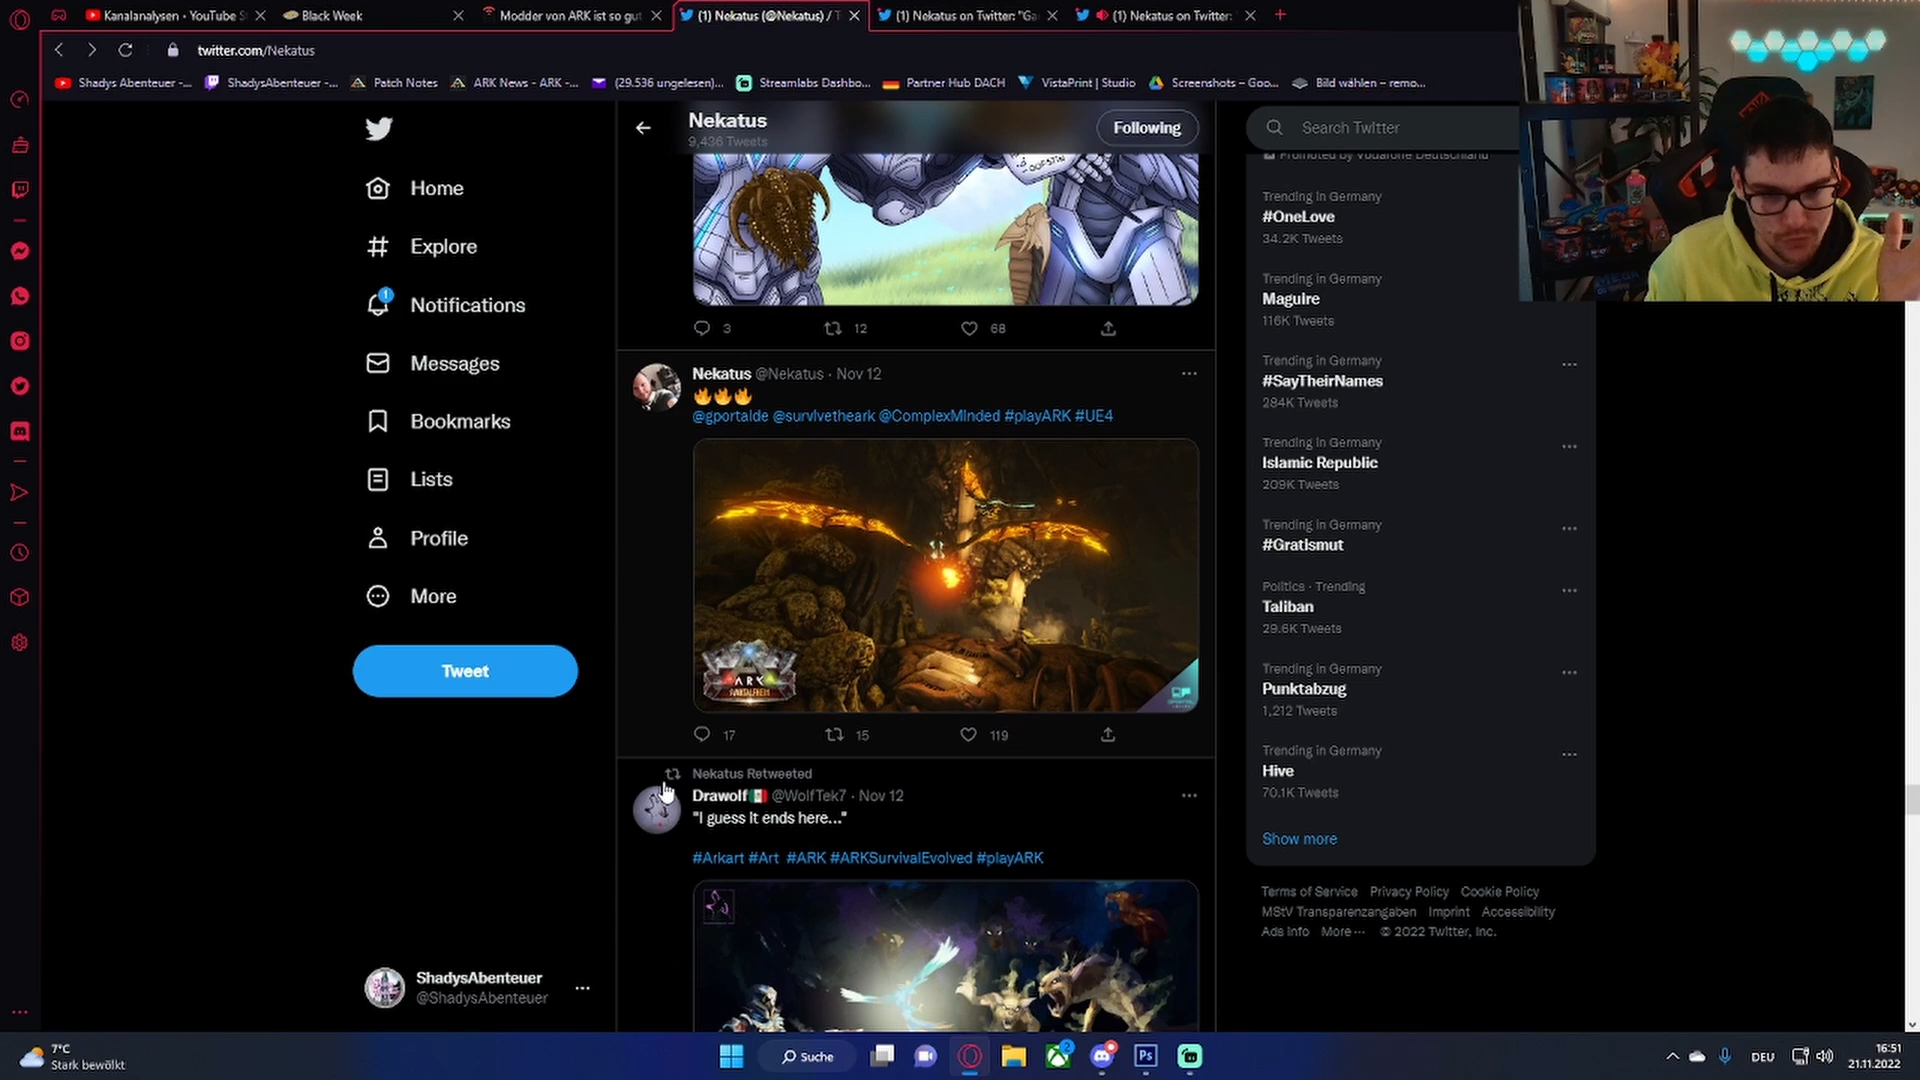 Kanalanalysen • YouTube S
Black Week
Modder von ARK ist so gut
(1) Nekatus (@Nekatus) / T
(1) Nekatus on Twitter: "Ga
(1) Nekatus on Twitter: '
twitter.com/Nekatus
Shadys Abenteuer -...
ShadysAbenteuer -...
Patch Notes
ARK News - ARK -...
(29.536 ungelesen)...
Streamlabs Dashbo...
Partner Hub DACH
VistaPrint | Studio
Screenshots – Goo...
Bild wählen – remo...
Home
Explore
1
Notifications
Messages
Bookmarks
Lists
Profile
More
Tweet
ShadysAbenteuer
@ShadysAbenteuer
Nekatus
9,436 Tweets
Following
3
12
68
Nekatus @Nekatus · Nov 12
@gportalde @survivetheark @ComplexMinded #playARK #UE4
ARK
17
15
119
Nekatus Retweeted
Drawolf @WolfTek7 · Nov 12
"I guess it ends here..."
#Arkart #Art #ARK #ARKSurvivalEvolved #playARK
Search Twitter
Promoted by Vodafone Deutschland
Trending in Germany
#OneLove
34.2K Tweets
Trending in Germany
Maguire
116K Tweets
Trending in Germany
#SayTheirNames
284K Tweets
Trending in Germany
Islamic Republic
209K Tweets
Trending in Germany
#Gratismut
Politics · Trending
Taliban
29.6K Tweets
Trending in Germany
Punktabzug
1,212 Tweets
Trending in Germany
Hive
70.1K Tweets
Show more
Terms of Service Privacy Policy Cookie Policy
MStV Transparenzangaben Imprint Accessibility
Ads info More ··· © 2022 Twitter, Inc.
7°C
Stark bewölkt
Suche
2
Ps
DEU
16:51
21.11.2022